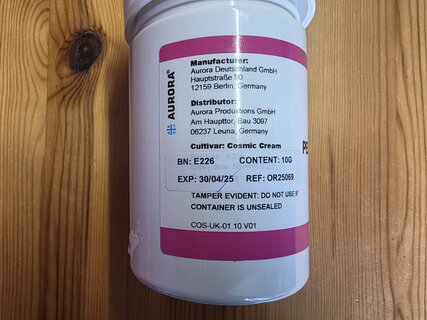 AURORA®
Manufacturer:
Aurora Deutschland GmbH
Hauptstraße 90
12159 Berlin, Germany
Distributor:
Aurora Produktions GmbH
Am Haupttor, Bau 3097
06237 Leuna, Germany
Cultivar: Cosmic Cream
BN: E226 CONTENT: 10G
EXP: 30/04/25 REF: OR25069
TAMPER EVIDENT: DO NOT USE IF
CONTAINER IS UNSEALED
COS-UK-01.10 V01